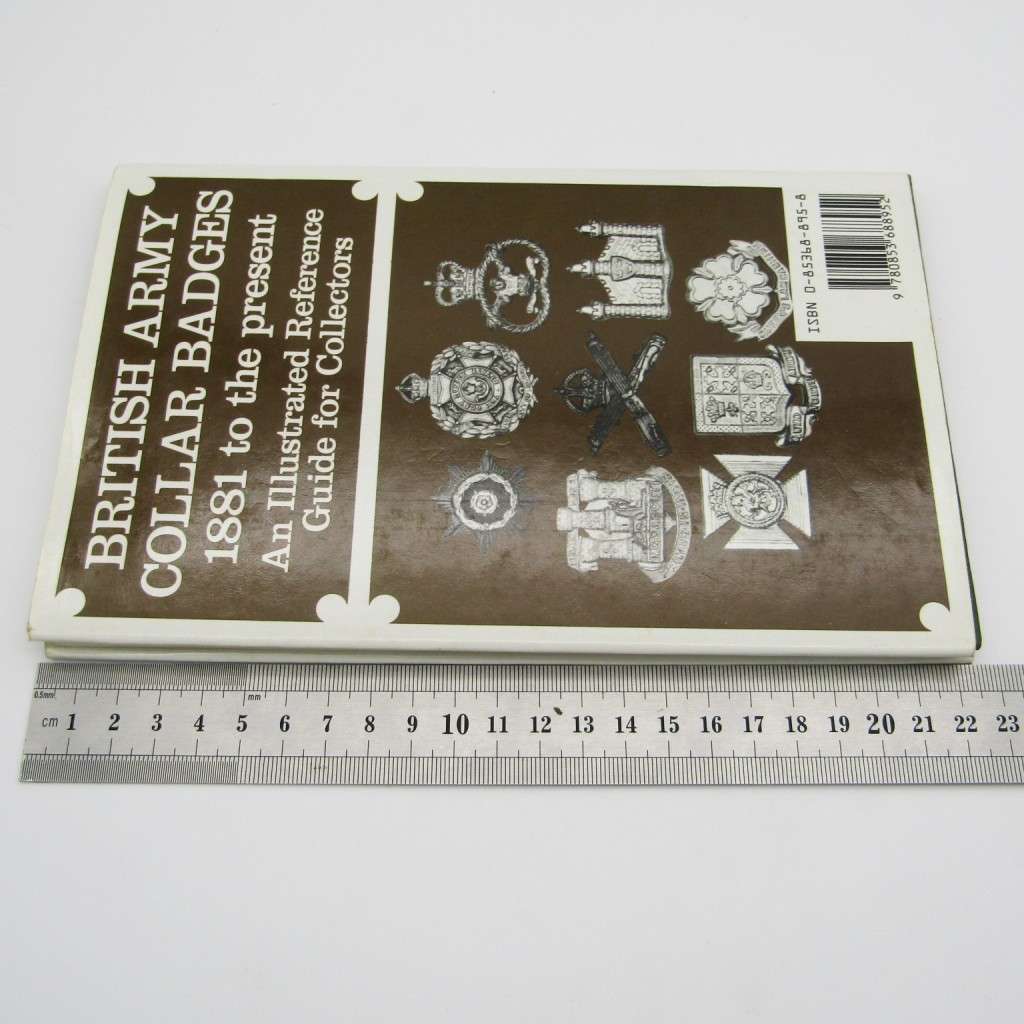 BRITISH ARMY
COLLAR BADGES
1881 to the present
An Illustrated Reference
Guide for Collectors
ISBN 0-85368-895-8
9 780853 688952
0.5mm
mm
cm 1 2 3 4 5 6 7 8 9 10 11 12 13 14 15 16 17 18 19 20 21 22 23